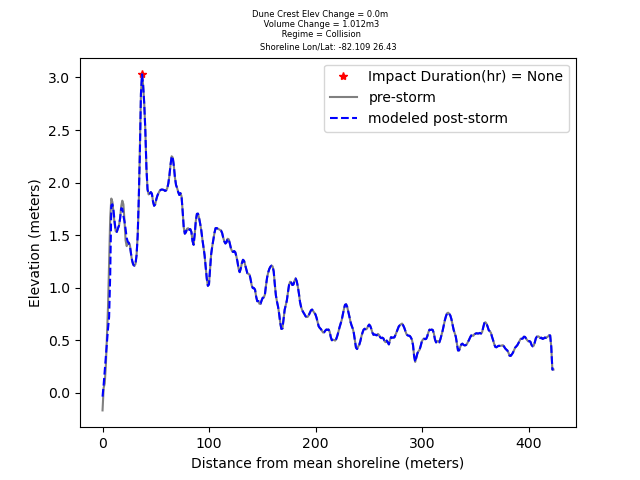 Dune Crest Elev Change = 0.0m
Volume Change = 1.012m3
Regime = Collision
Shoreline Lon/Lat: -82.109 26.43
Impact Duration(hr) = None
pre-storm
modeled post-storm
Elevation (meters)
3.0
2.5
2.0
1.5
1.0
0.5
0.0
0
100
200
300
400
Distance from mean shoreline (meters)